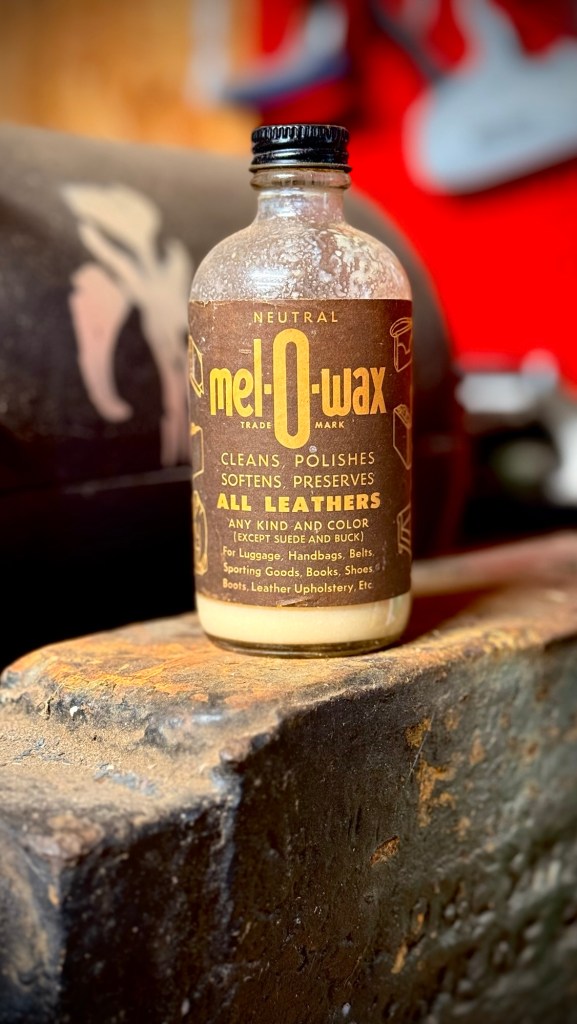 NEUTRAL
mel-O-wax
TRADE MARK
®
CLEANS, POLISHES
SOFTENS, PRESERVES
ALL LEATHERS
ANY KIND AND COLOR
(EXCEPT SUEDE AND BUCK)
For Luggage, Handbags, Belts,
Sporting Goods, Books, Shoes,
Boots, Leather Upholstery, Etc.